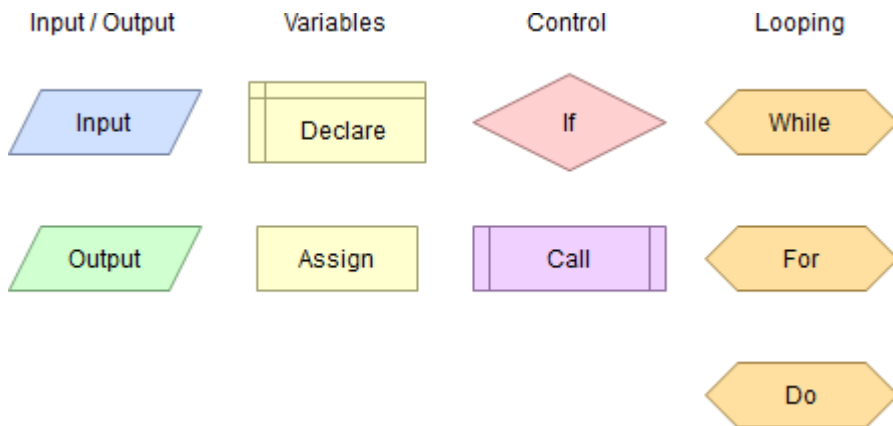 Input / Output
Variables
Control
Looping
Input
Declare
If
While
Output
Assign
Call
For
Do